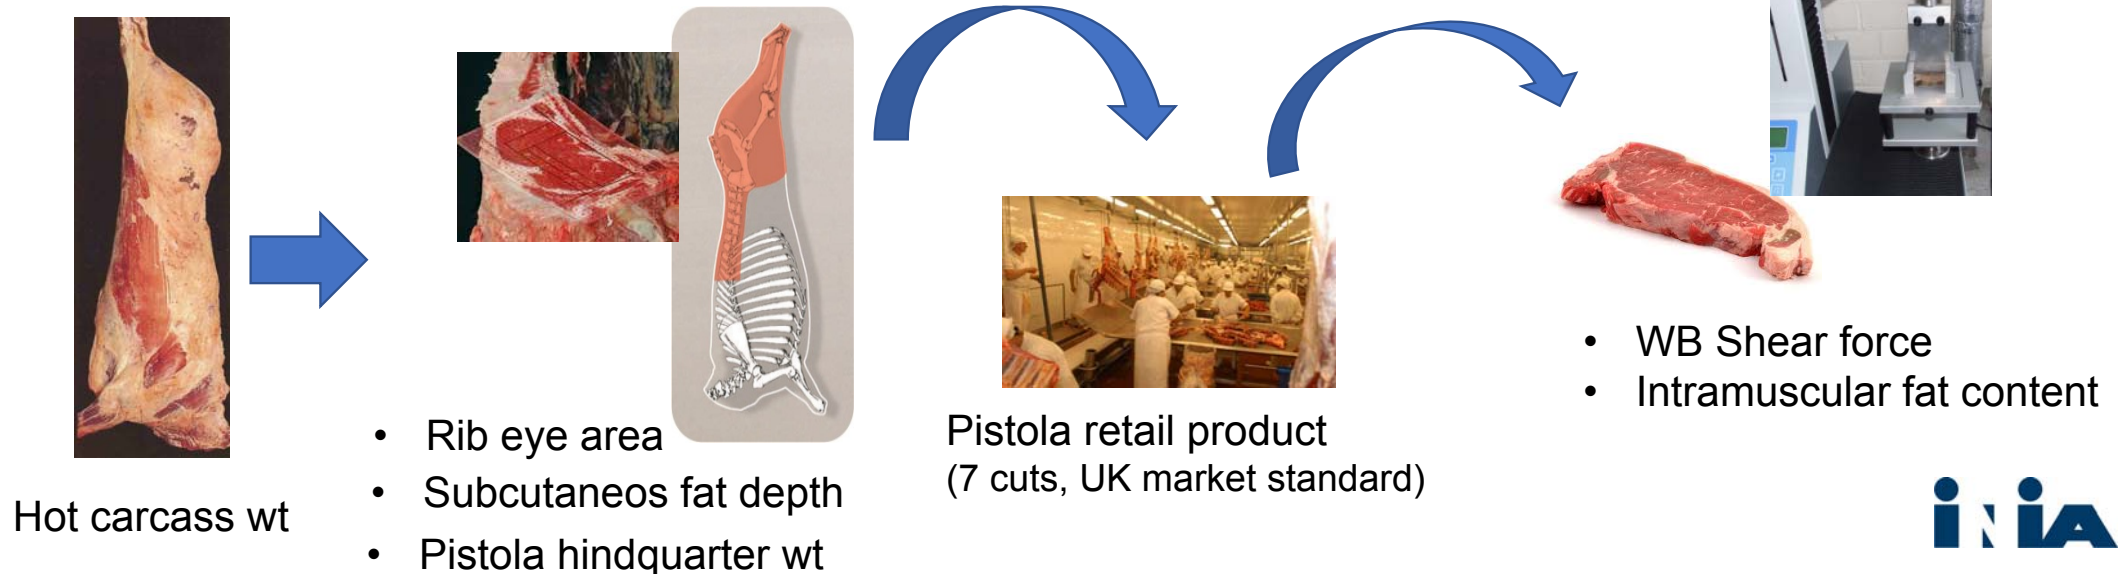 Hot carcass wt
• Rib eye area
• Subcutaneos fat depth
• Pistola hindquarter wt
Pistola retail product
(7 cuts, UK market standard)
• WB Shear force
• Intramuscular fat content
iNiA